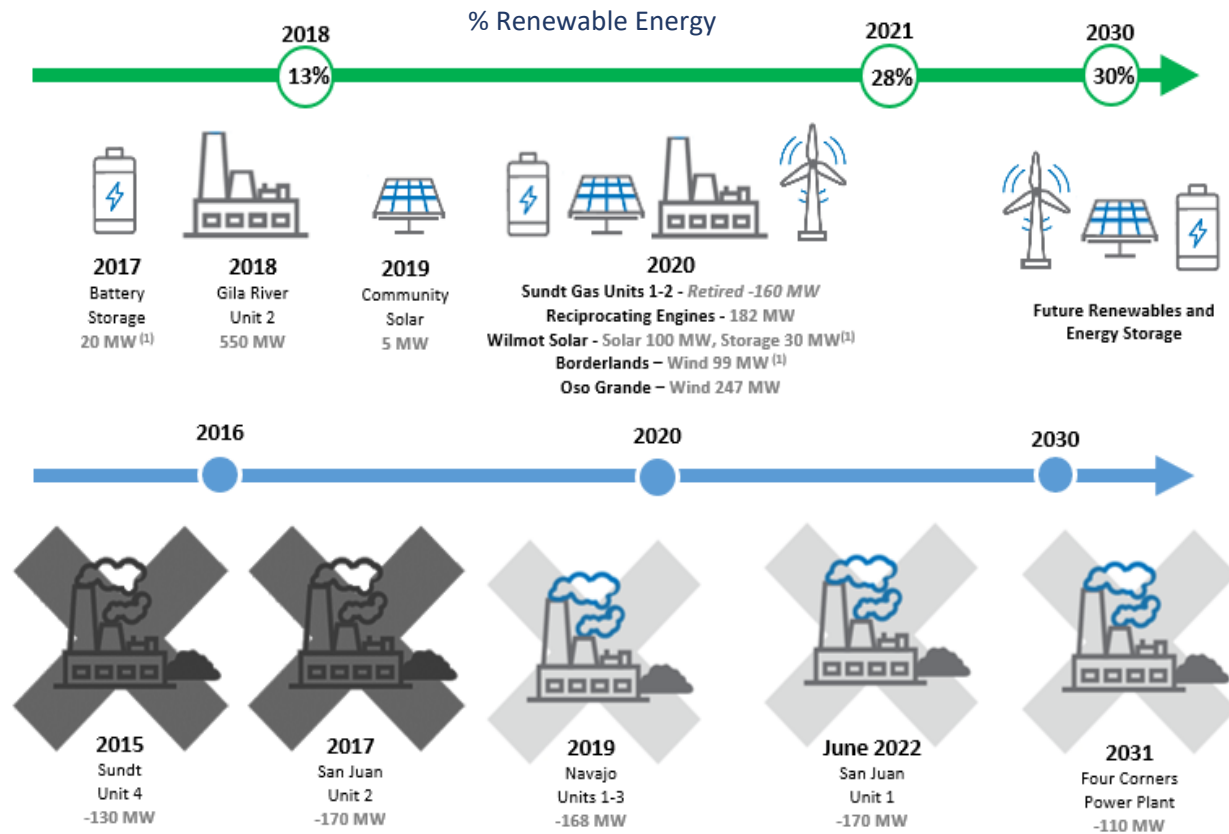 % Renewable Energy
2018
2021
2030
13%
28%
30%
2017
Battery
Storage
20 MW (1)
2018
Gila River
Unit 2
550 MW
2019
Community
Solar
5 MW
2020
Sundt Gas Units 1-2 - Retired -160 MW
Reciprocating Engines - 182 MW
Wilmot Solar - Solar 100 MW, Storage 30 MW(1)
Borderlands – Wind 99 MW (1)
Oso Grande – Wind 247 MW
Future Renewables and
Energy Storage
2016
2020
2030
2015
Sundt
Unit 4
-130 MW
2017
San Juan
Unit 2
-170 MW
2019
Navajo
Units 1-3
-168 MW
June 2022
San Juan
Unit 1
-170 MW
2031
Four Corners
Power Plant
-110 MW